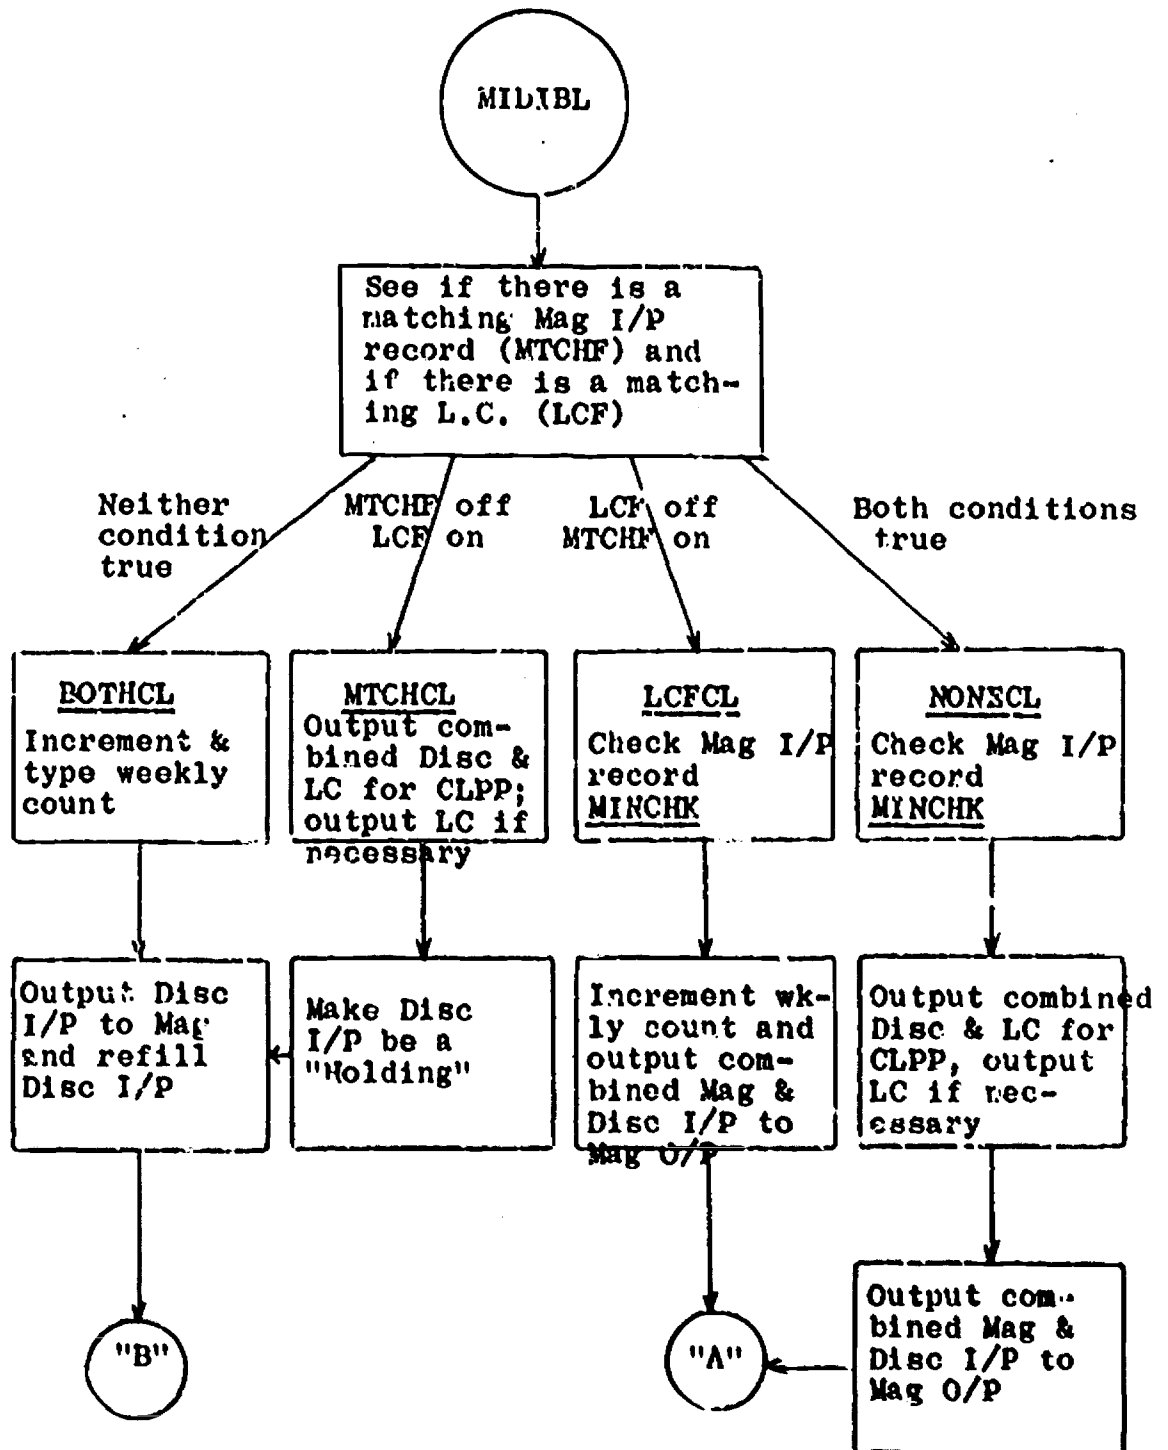 See if there is a
matching Mag I/P
record (MTCHF) and
if there is a match-
ing L.C. (LCF)
Neither
condition
true
MTCHF off
LCF on
LCF off
MTCHF on
Both conditions
true
BOTHCL
Increment &
type weekly
count
MTCHCL
Output com-
bined Disc &
LC for CLPP;
output LC if
necessary
LCFCL
Check Mag I/P
record
MINCHK
Check Mag I/P
record
MINCHK
Output Disc
I/P to Mag
and refill
Disc I/P
Make Disc
I/P be a
"Holding"
Increment wk-
ly count and
output com-
bined Mag &
Disc I/P to
Mag O/P
Output combined
Disc & LC for
CLPP, output
LC if nec-
essary
Output com-
bined Mag &
Disc I/P to
Mag O/P
"B"
"A"